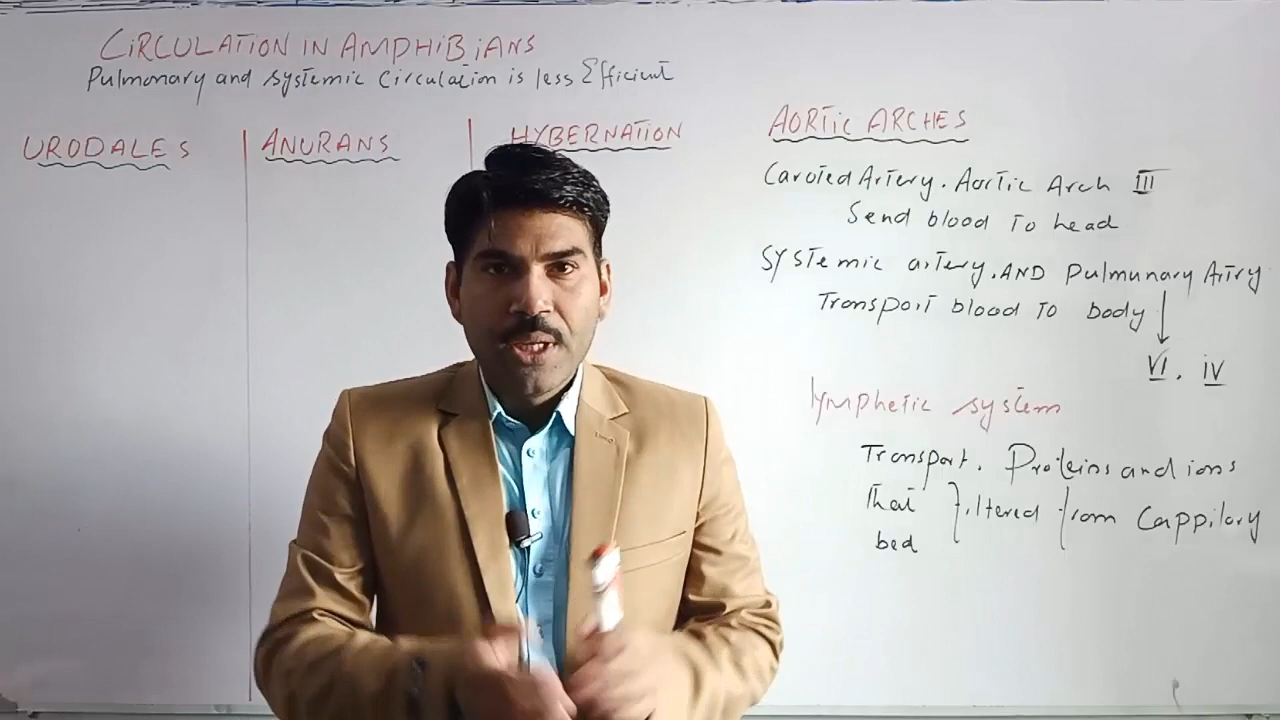 CIRCULATION IN AMPHIBIANS
Pulmonary and systemic circulation is less Efficient
URODALES
ANURANS
HYBERNATION
AORTIC ARCHES
Caroted Artery. Aortic Arch III
Send blood To head
SYSTemic artery. AND Pulmunary Artry
Transport blood To body
VI. IV
lymphetic system
Transport. Proteins and ions
That filtered from Cappilary
bed